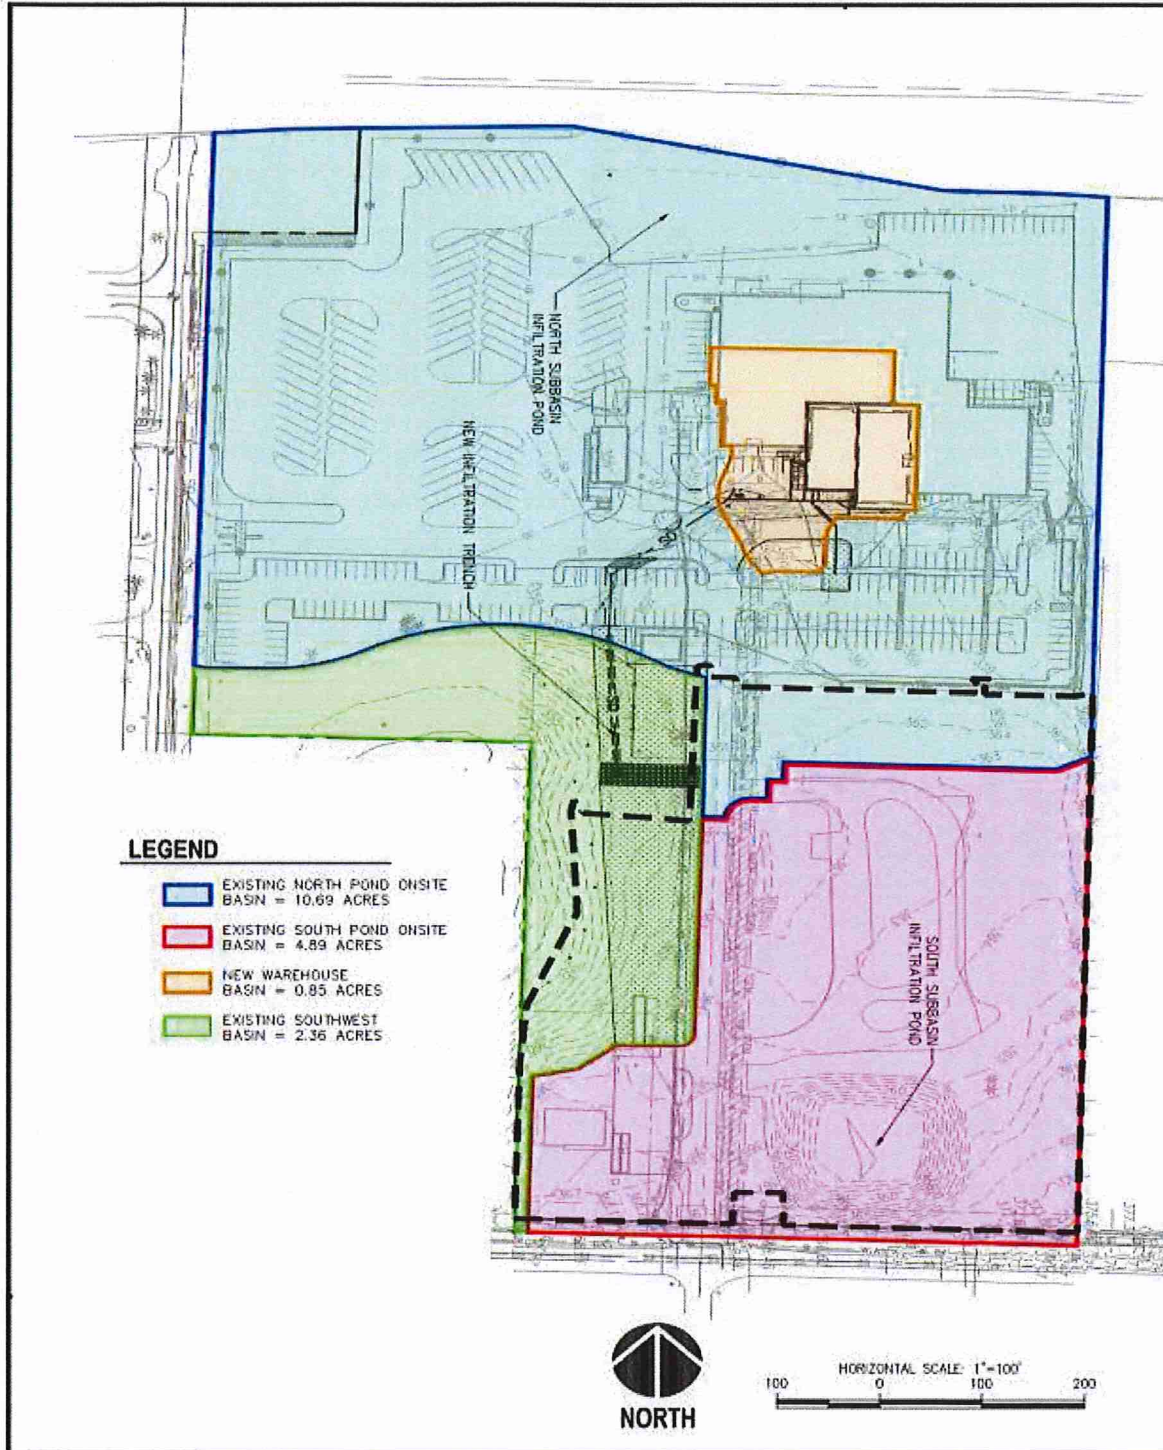 NORTH SUBBASIN
INFILTRATION POND
NEW INFILTRATION TRENCH
SOUTH SUBBASIN
INFILTRATION POND
LEGEND
EXISTING NORTH POND ONSITE
BASIN = 10.69 ACRES
EXISTING SOUTH POND ONSITE
BASIN = 4.89 ACRES
NEW WAREHOUSE
BASIN = 0.85 ACRES
EXISTING SOUTHWEST
BASIN = 2.36 ACRES
NORTH
HORIZONTAL SCALE: 1"=100'
100 0 100 200